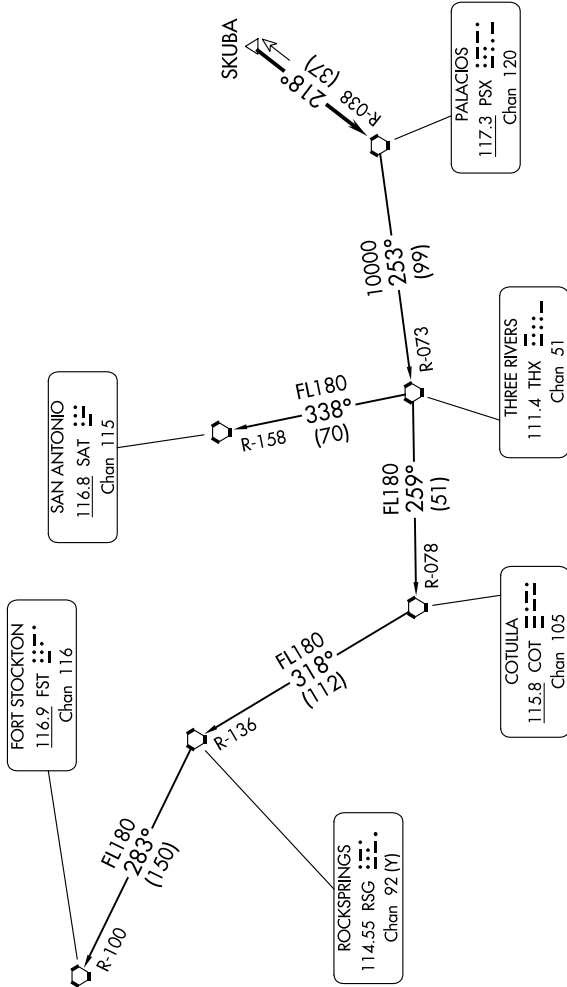 FORT STOCKTON
116.9 FST
Chan 116
SAN ANTONIO
116.8 SAT
Chan 115
SKUBA
218°
(37)
R-038
PALACIOS
117.3 PSX
Chan 120
10000
253°
(99)
R-073
THREE RIVERS
111.4 THX
Chan 51
FL180
338°
(70)
R-158
FL180
259°
(51)
R-078
COTULLA
115.8 COT
Chan 105
FL180
318°
(112)
R-136
ROCKSPRINGS
114.55 RSG
Chan 92 (Y)
FL180
283°
(150)
R-100